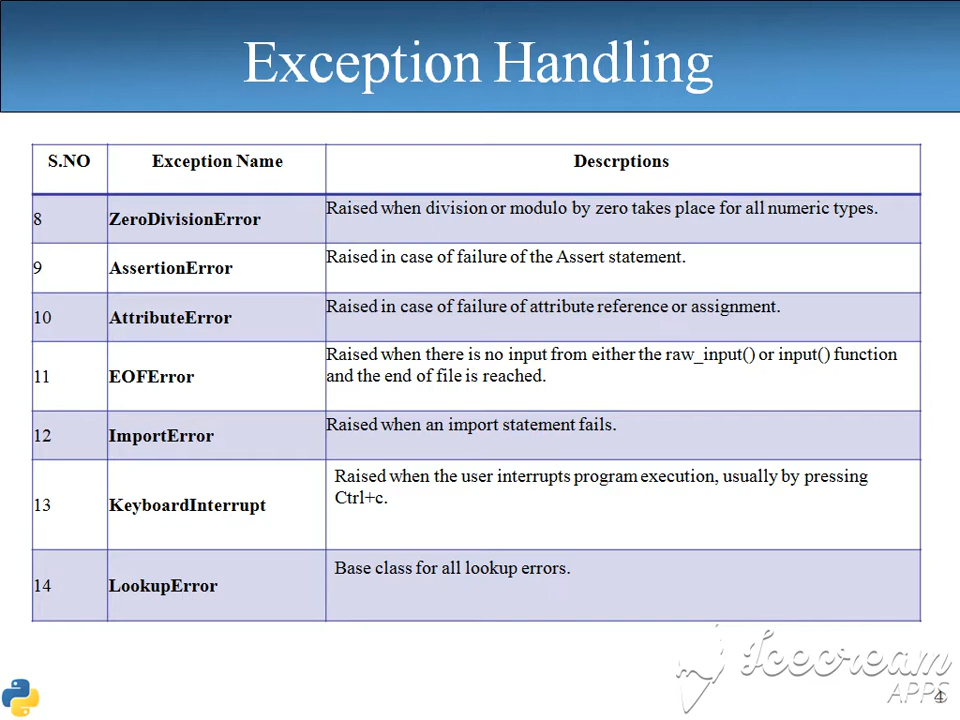 Exception Handling
S.NO Exception Name Descrptions
8 ZeroDivisionError Raised when division or modulo by zero takes place for all numeric types.
9 AssertionError Raised in case of failure of the Assert statement.
10 AttributeError Raised in case of failure of attribute reference or assignment.
11 EOFError Raised when there is no input from either the raw_input() or input() function
and the end of file is reached.
12 ImportError Raised when an import statement fails.
13 KeyboardInterrupt Raised when the user interrupts program execution, usually by pressing
Ctrl+c.
14 LookupError Base class for all lookup errors.
Icecream
APPS
4